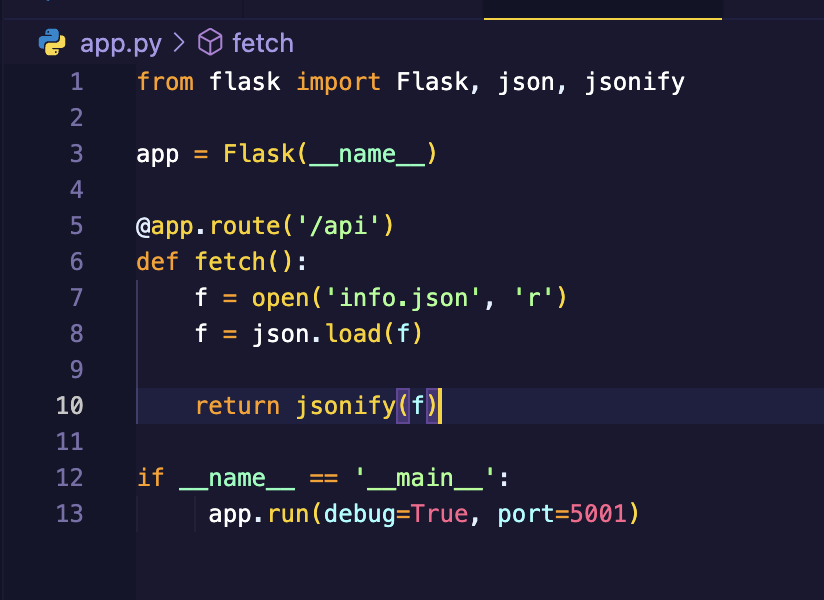 app.py > fetch
1 from flask import Flask, json, jsonify
2
3 app = Flask(__name__)
4
5 @app.route('/api')
6 def fetch():
7     f = open('info.json', 'r')
8     f = json.load(f)
9
10     return jsonify(f)
11
12 if __name__ == '__main__':
13      app.run(debug=True, port=5001)